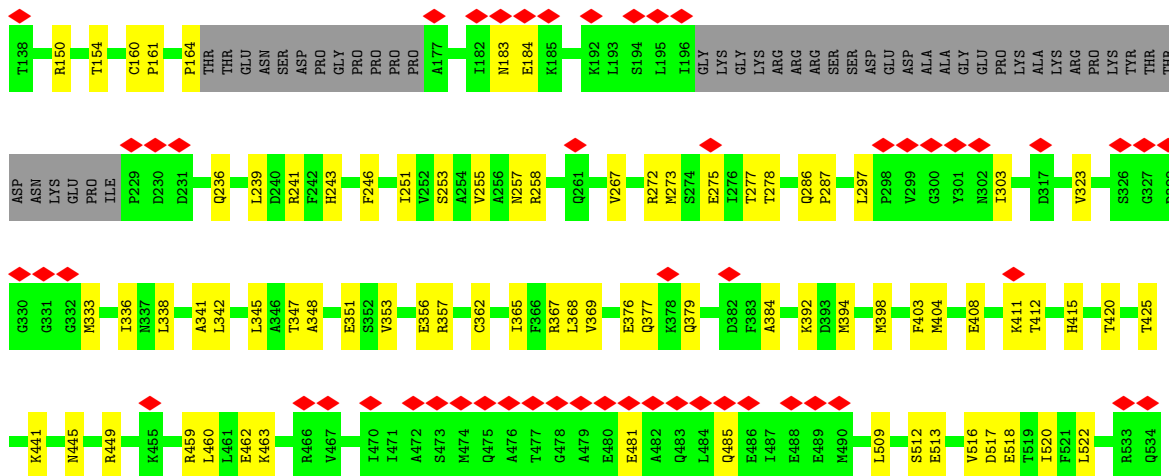 T138 R150 T154 C160 P161 P164 THR THR GLU ASN SER ASP PRO GLY PRO PRO PRO PRO A177 I182 N183 E184 K185 K192 L193 S194 L195 I196 GLY LYS GLY LYS ARG ARG ARG SER SER ASP GLU ASP ALA ALA GLY GLU PRO LYS ALA LYS ARG PRO LYS TYR THR THR
ASP ASN LYS GLU PRO ILE P229 D230 D231 Q236 L239 D240 R241 F242 H243 F246 I251 V252 S253 A254 V255 A256 N257 R258 Q261 V267 R272 M273 S274 E275 I276 T277 T278 Q286 P287 L297 P298 V299 G300 Y301 N302 I303 D317 V323 S326 G327
G330 G331 G332 M333 I336 N337 L338 A341 L342 L345 A346 T347 A348 E351 S352 V353 E356 R357 C362 I365 F366 R367 L368 V369 E376 Q377 K378 Q379 D382 F383 A384 K392 D393 M394 M398 F403 M404 E408 K411 T412 H415 T420 T425
K441 N445 R449 K455 R459 L460 L461 E462 K463 R466 V467 I470 I471 A472 S473 M474 Q475 A476 T477 G478 A479 E480 E481 A482 Q483 L484 Q485 E486 I487 E488 E489 M490 L509 S512 E513 V516 D517 E518 T519 I520 F521 L522 R533 Q534